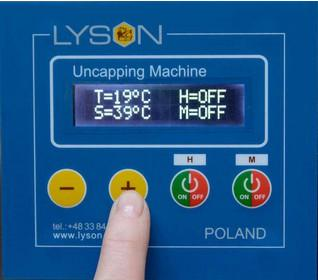 LYSON
Uncapping Machine
T=19°C H=OFF
S=39°C M=OFF
H M
− +
ON OFF ON OFF
tel.:+48 33 84
www.lyson
POLAND